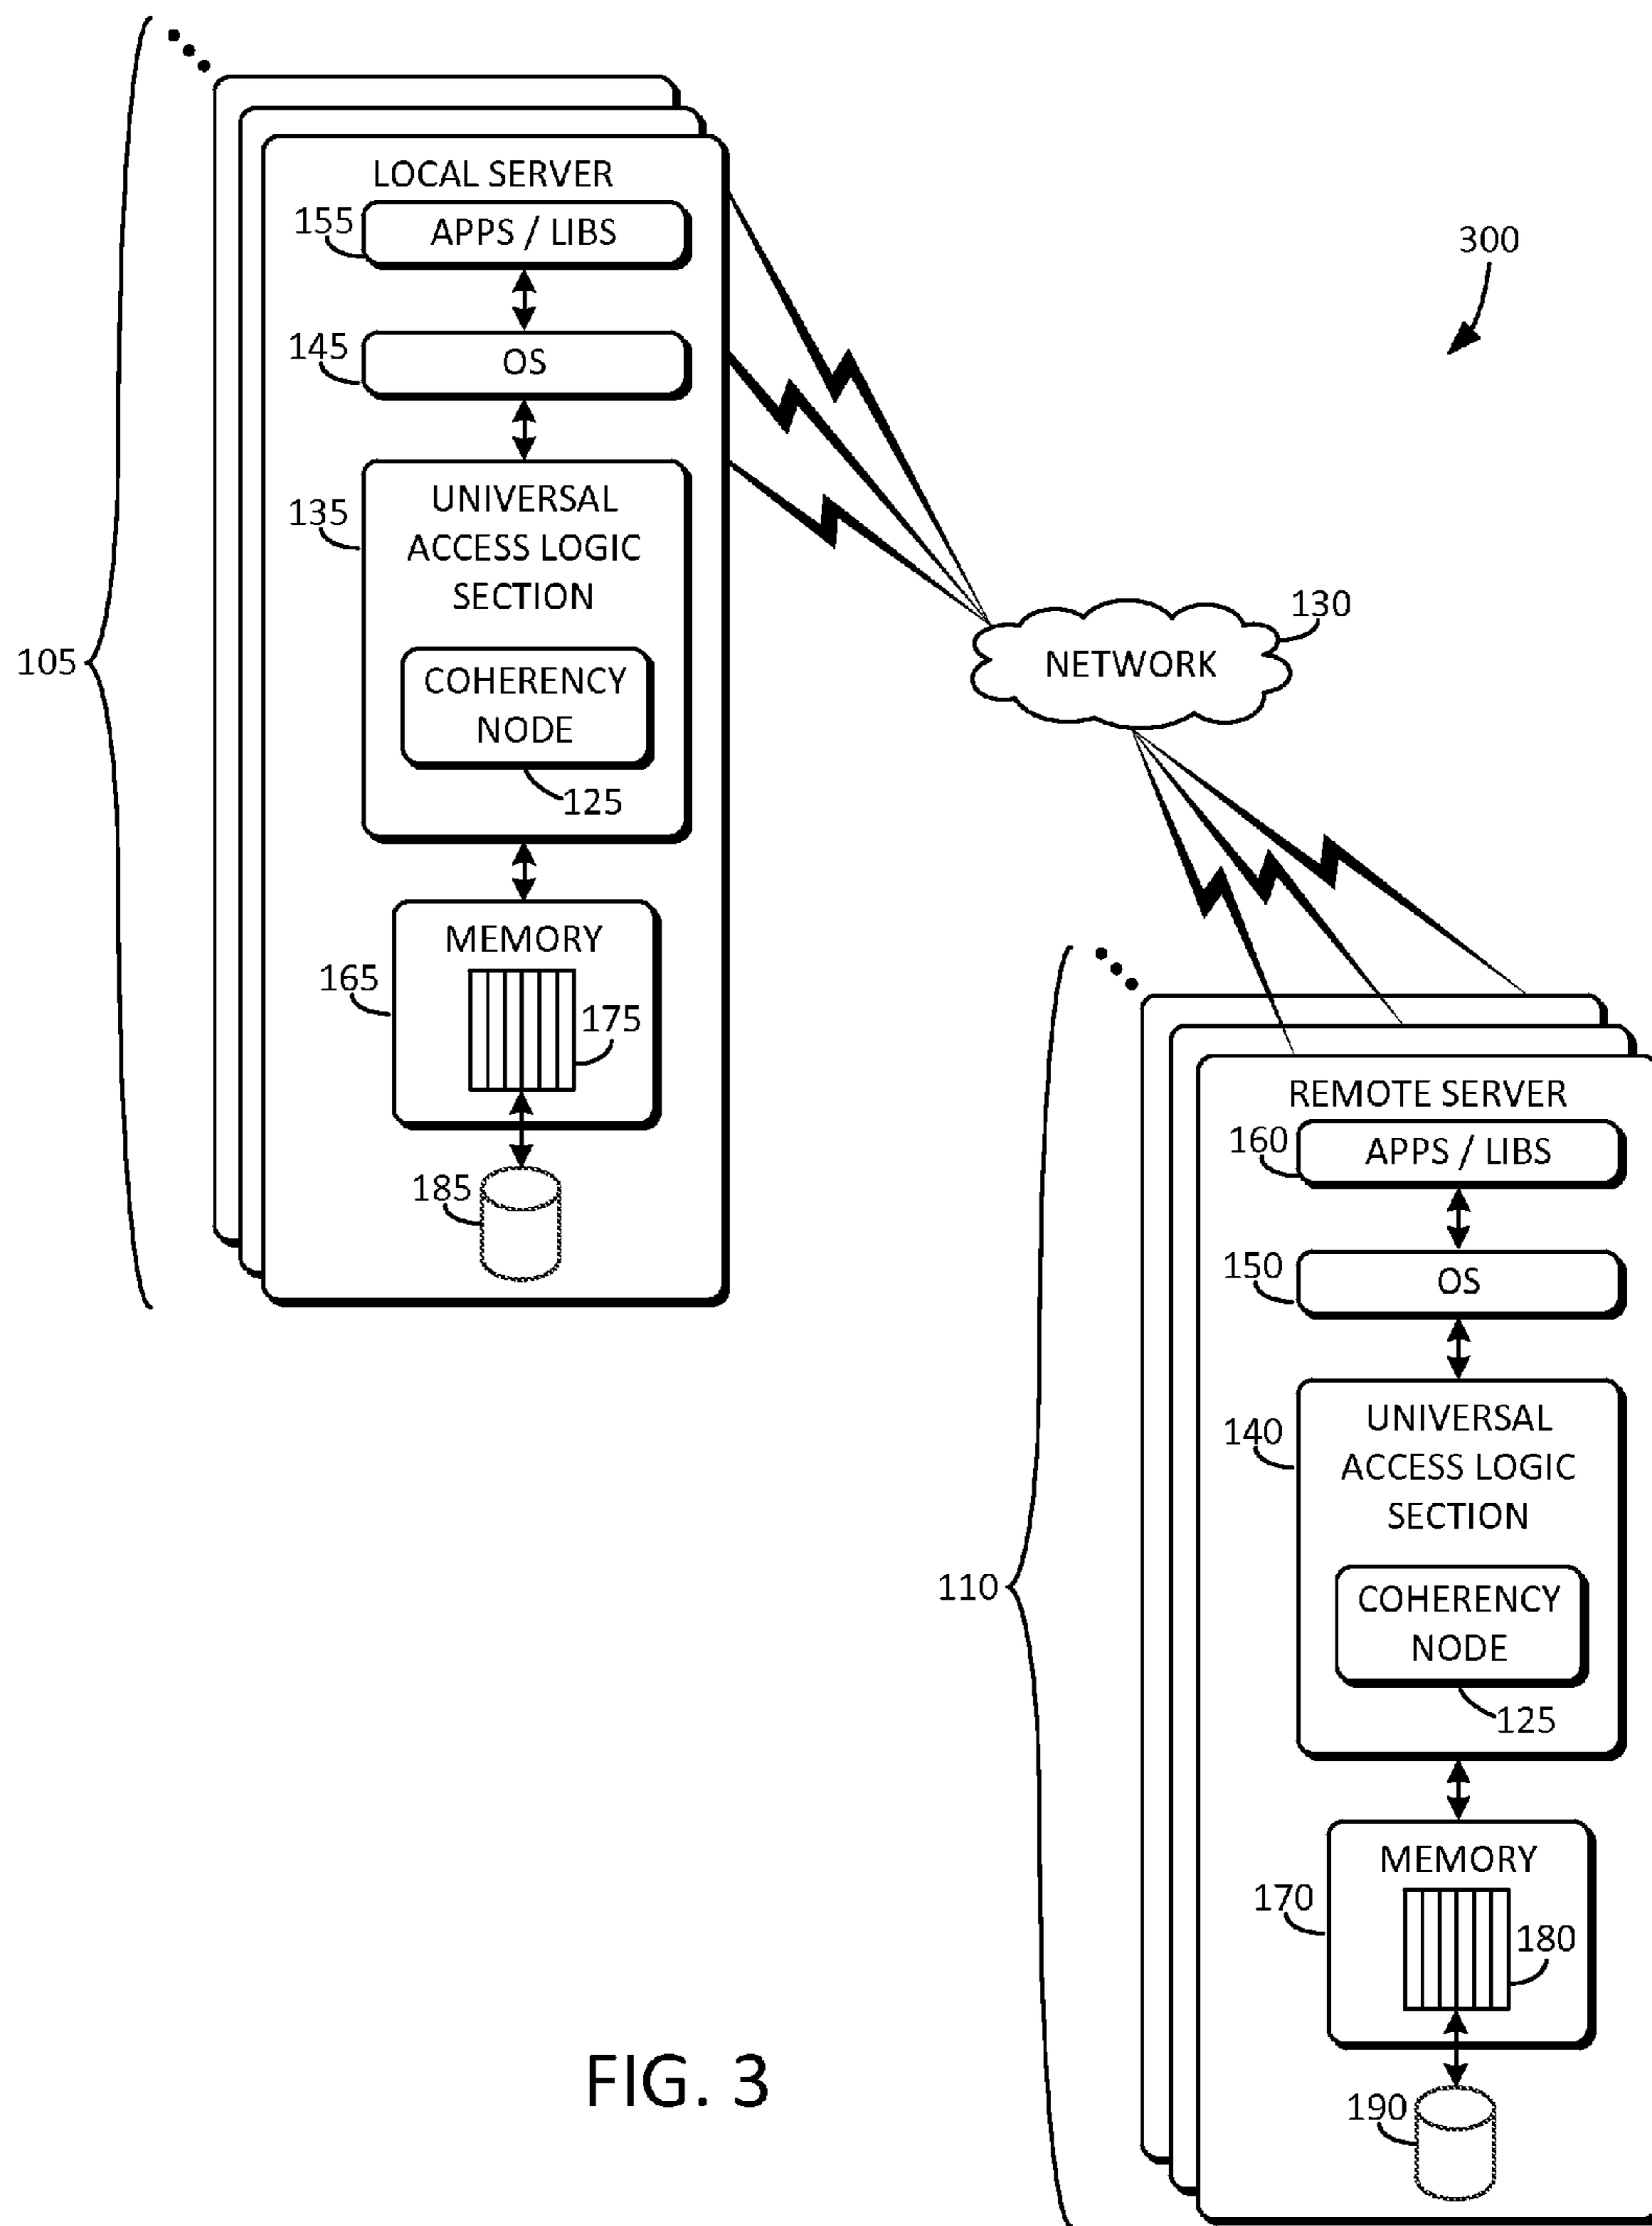 LOCAL SERVER
155
APPS / LIBS
300
145
OS
135
UNIVERSAL
ACCESS LOGIC
SECTION
130
105
NETWORK
COHERENCY
NODE
125
MEMORY
165
175
185
REMOTE SERVER
160
APPS / LIBS
150
OS
140
UNIVERSAL
ACCESS LOGIC
SECTION
110
COHERENCY
NODE
125
MEMORY
170
180
190
FIG. 3